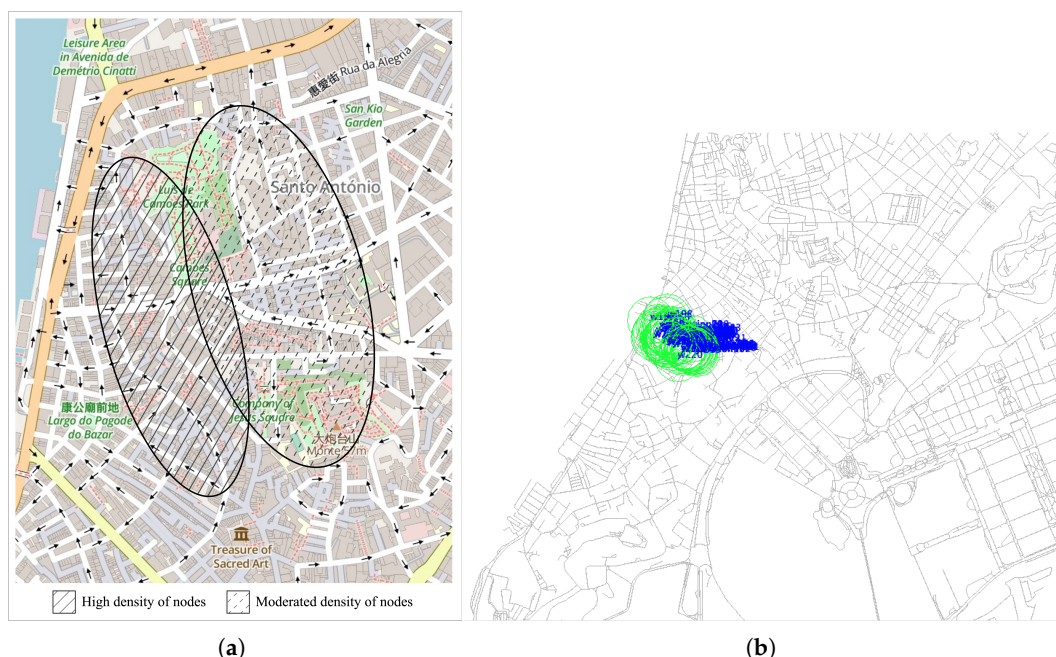 Leisure Area
in Avenida de
Demétrio Cinatti
惠愛街 Rua da Alegria
San Kio
Garden
Santo António
Luís de
Camões Park
Camões
Square
康公廟前地
Largo do Pagode
do Bazar
Company of
Jesus Square
大炮台山
Monte 57m
Treasure of
Sacred Art
High density of nodes
Moderated density of nodes
(a)
(b)